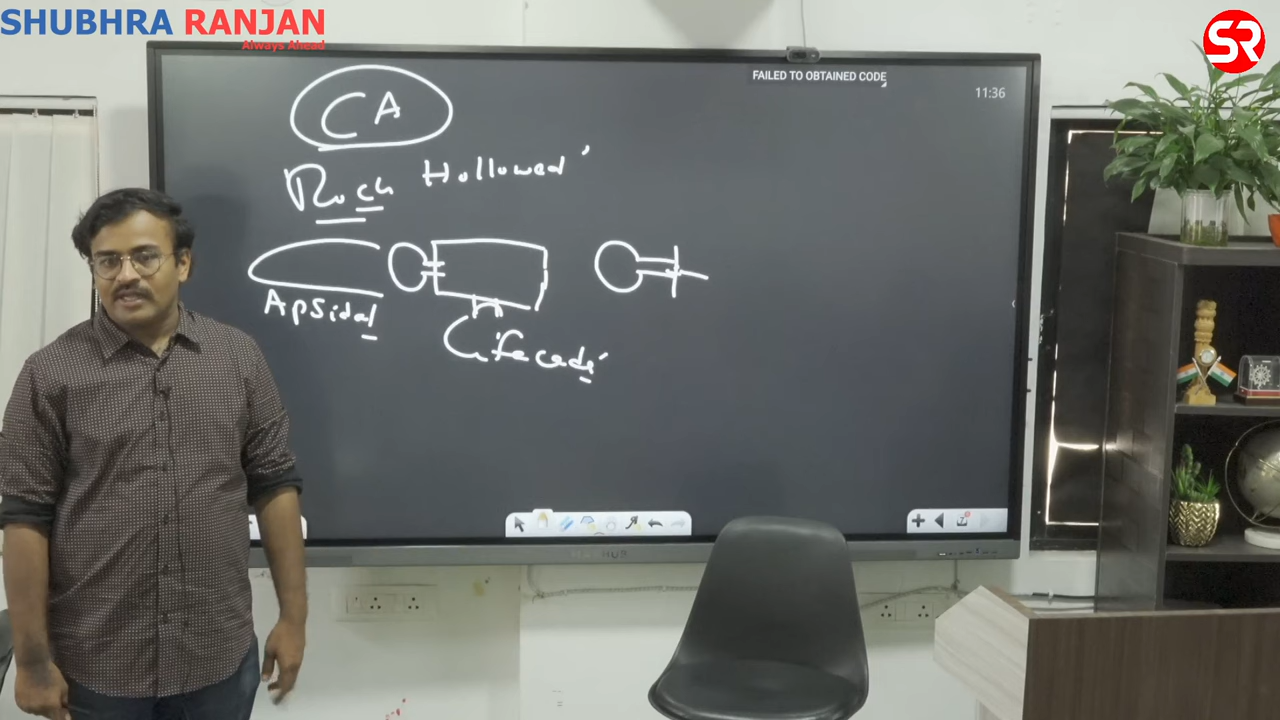 SHUBHRA RANJAN
Always Ahead
SR
FAILED TO OBTAINED CODE
11:36
CA
Rock Hollowed
Apsidal
facade